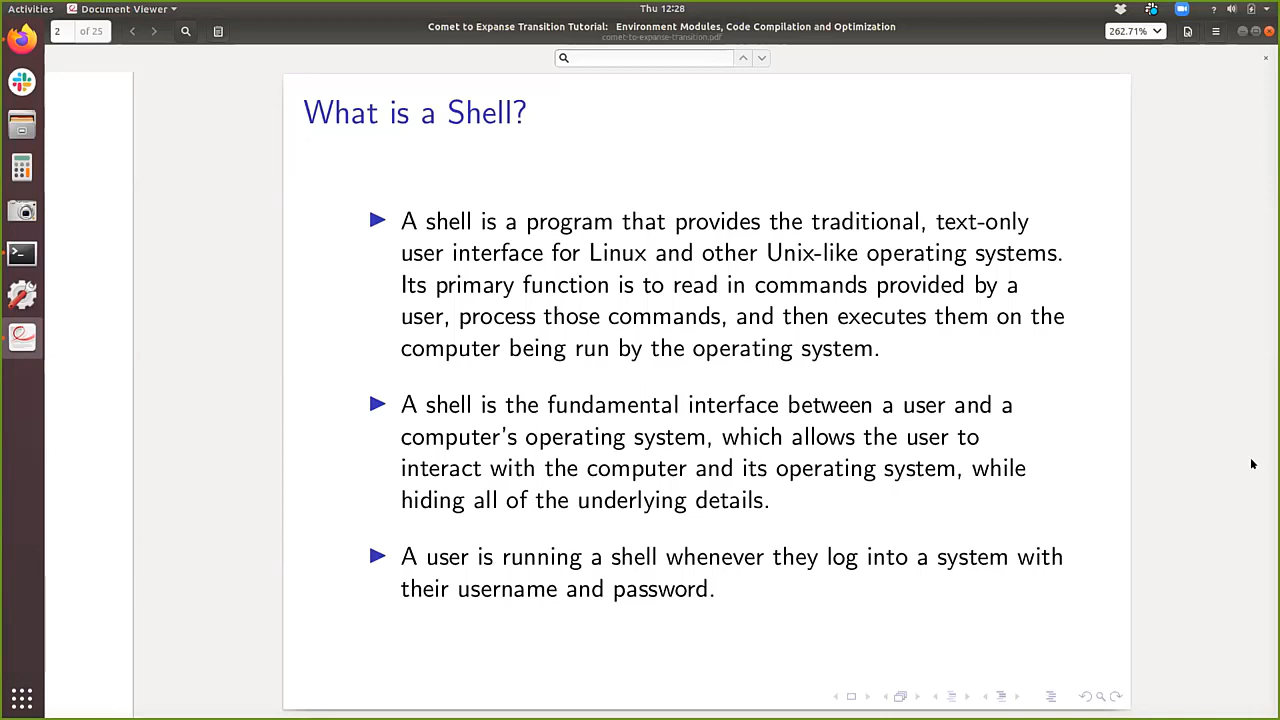 Activities
Document Viewer
Thu 12:28
2
of 25
Comet to Expanse Transition Tutorial: Environment Modules, Code Compilation and Optimization
comet-to-expanse-transition.pdf
262.71%
What is a Shell?
A shell is a program that provides the traditional, text-only
user interface for Linux and other Unix-like operating systems.
Its primary function is to read in commands provided by a
user, process those commands, and then executes them on the
computer being run by the operating system.
A shell is the fundamental interface between a user and a
computer's operating system, which allows the user to
interact with the computer and its operating system, while
hiding all of the underlying details.
A user is running a shell whenever they log into a system with
their username and password.